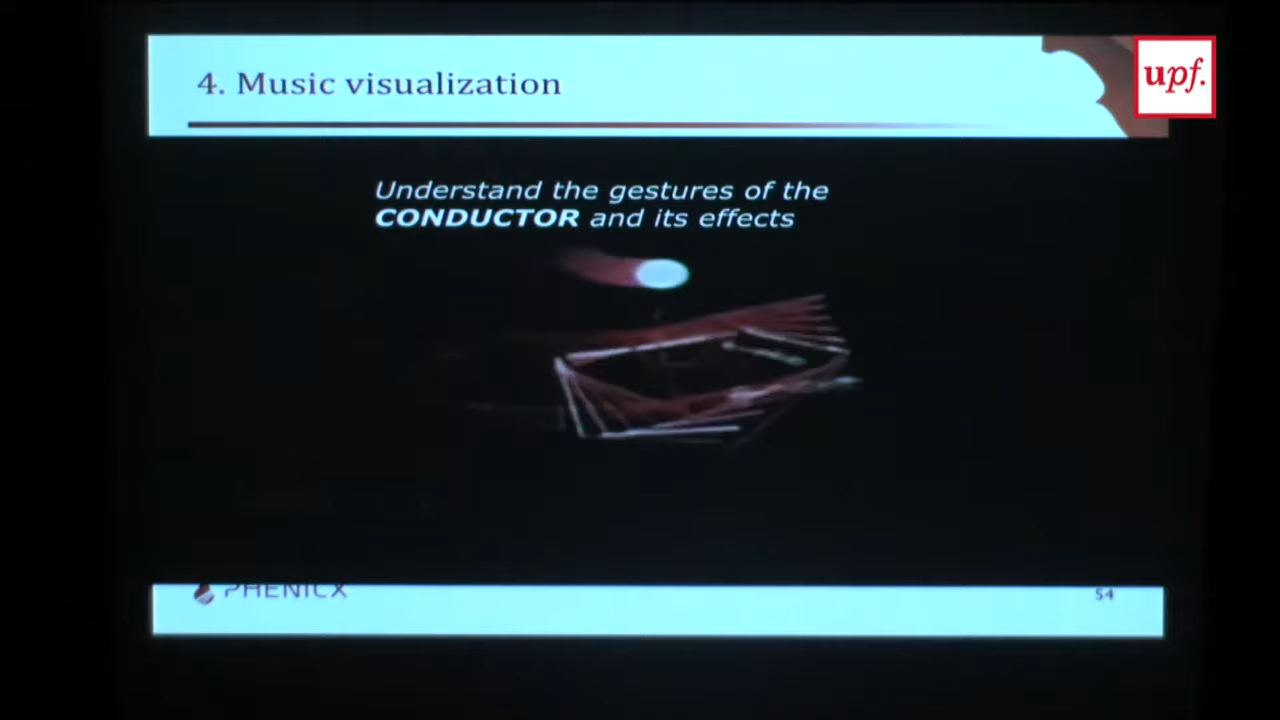 4. Music visualization
upf.
Understand the gestures of the
CONDUCTOR and its effects
PHENICX
54